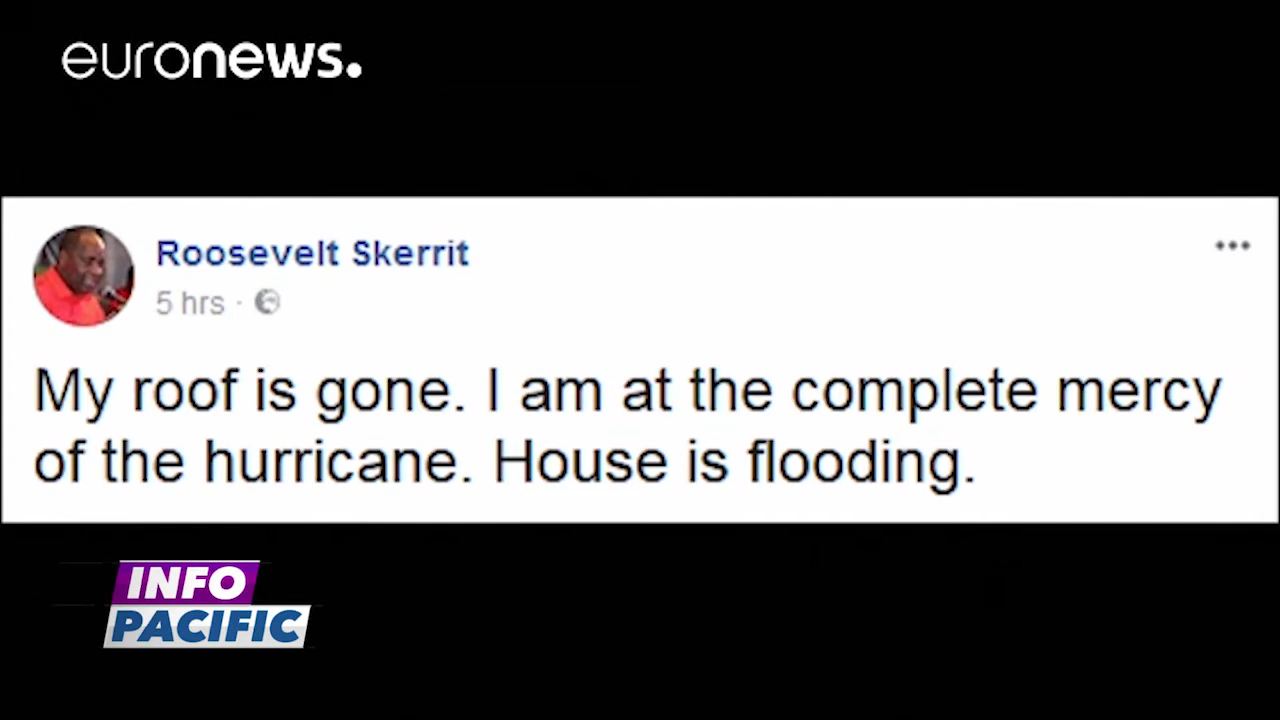 euronews.
Roosevelt Skerrit
5 hrs ·
My roof is gone. I am at the complete mercy
of the hurricane. House is flooding.
INFO
PACIFIC